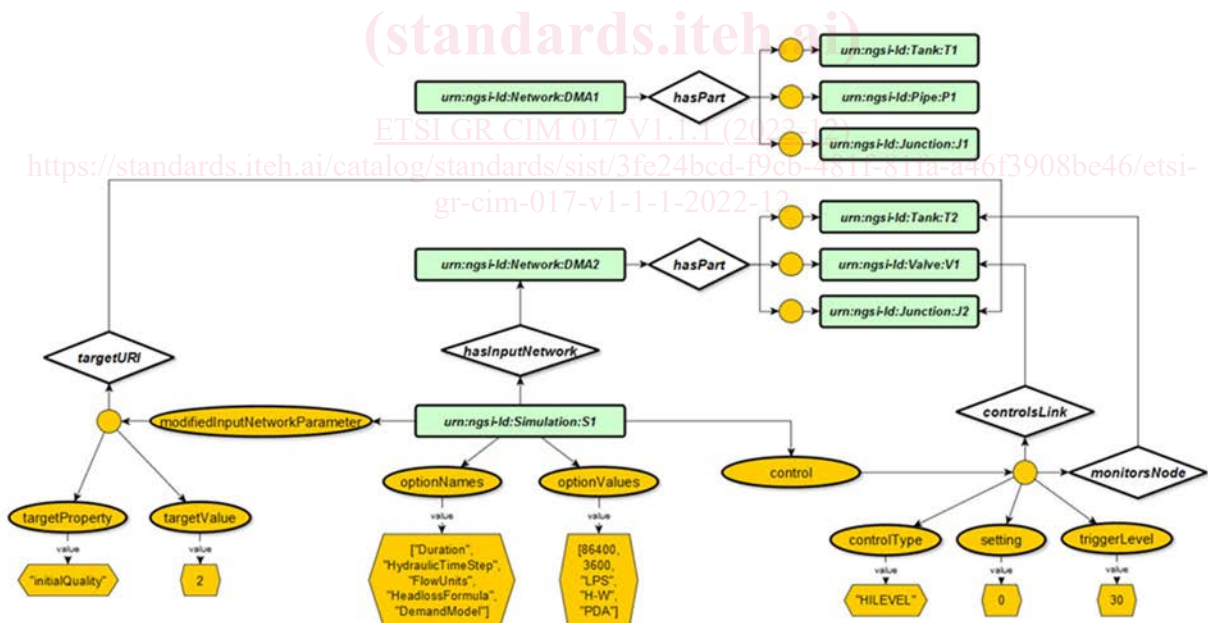 (standards.iteh.ai)
urn:ngsi-ld:Tank:T1
urn:ngsi-ld:Network:DMA1
hasPart
urn:ngsi-ld:Pipe:P1
ETSI GR CIM 017 V1.1.1 (2022-12)
urn:ngsi-ld:Junction:J1
https://standards.iteh.ai/catalog/standards/sist/3fe24bcd-f9cb-481f-81fa-a46f3908be46/etsi-
gr-cim-017-v1-1-1-2022-12
urn:ngsi-ld:Tank:T2
urn:ngsi-ld:Network:DMA2
hasPart
urn:ngsi-ld:Valve:V1
urn:ngsi-ld:Junction:J2
targetURI
hasInputNetwork
modifiedInputNetworkParameter
urn:ngsi-ld:Simulation:S1
controlsLink
optionNames
optionValues
control
monitorsNode
targetProperty
targetValue
value
value
controlType
setting
triggerLevel
value
value
"initialQuality"
2
["Duration",
"HydraulicTimeStep",
"FlowUnits",
"HeadlossFormula",
"DemandModel"]
[86400,
3600,
"LPS",
"H-W",
"PDA"]
value
value
value
"HILEVEL"
0
30